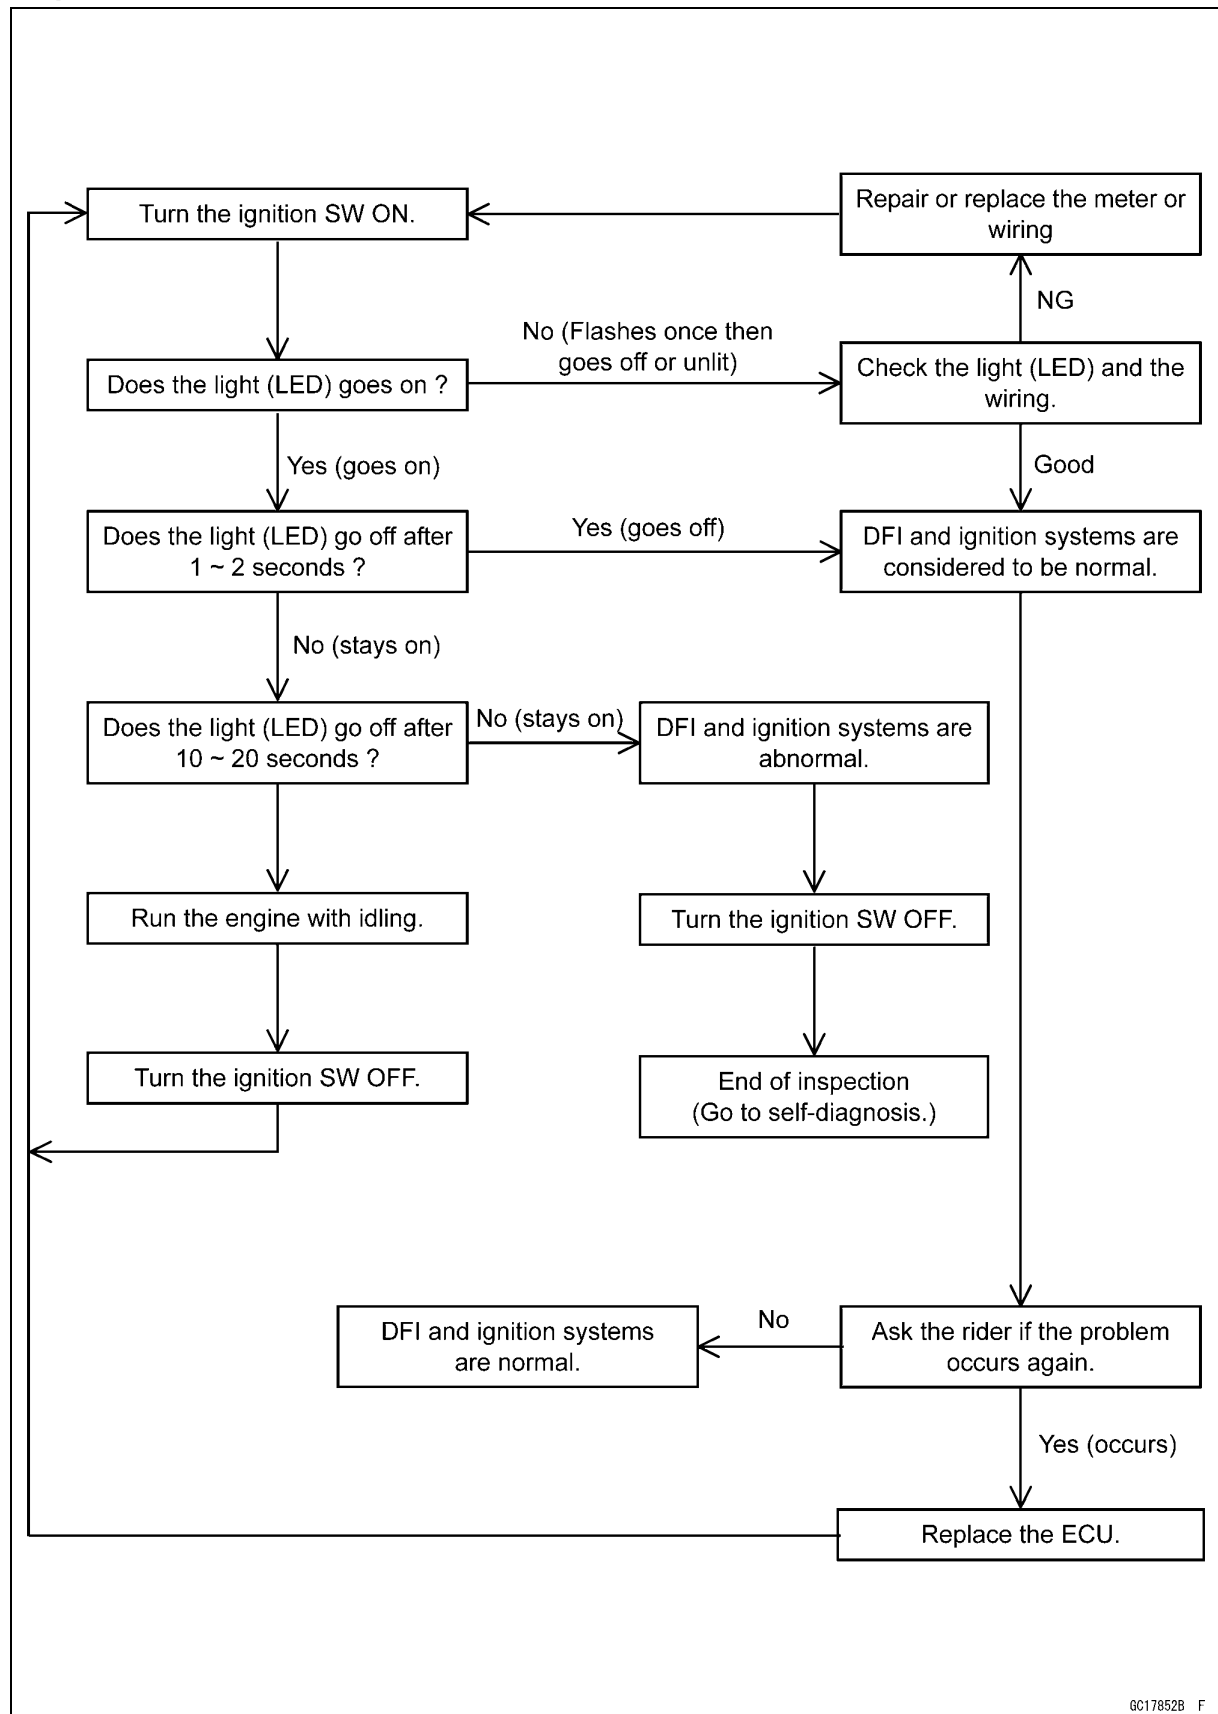 Turn the ignition SW ON.
Repair or replace the meter or
wiring
NG
No (Flashes once then
goes off or unlit)
Does the light (LED) goes on ?
Check the light (LED) and the
wiring.
Yes (goes on)
Good
Does the light (LED) go off after
1 ~ 2 seconds ?
Yes (goes off)
DFI and ignition systems are
considered to be normal.
No (stays on)
Does the light (LED) go off after
10 ~ 20 seconds ?
No (stays on)
DFI and ignition systems are
abnormal.
Run the engine with idling.
Turn the ignition SW OFF.
Turn the ignition SW OFF.
End of inspection
(Go to self-diagnosis.)
DFI and ignition systems
are normal.
No
Ask the rider if the problem
occurs again.
Yes (occurs)
Replace the ECU.
GC17852B F